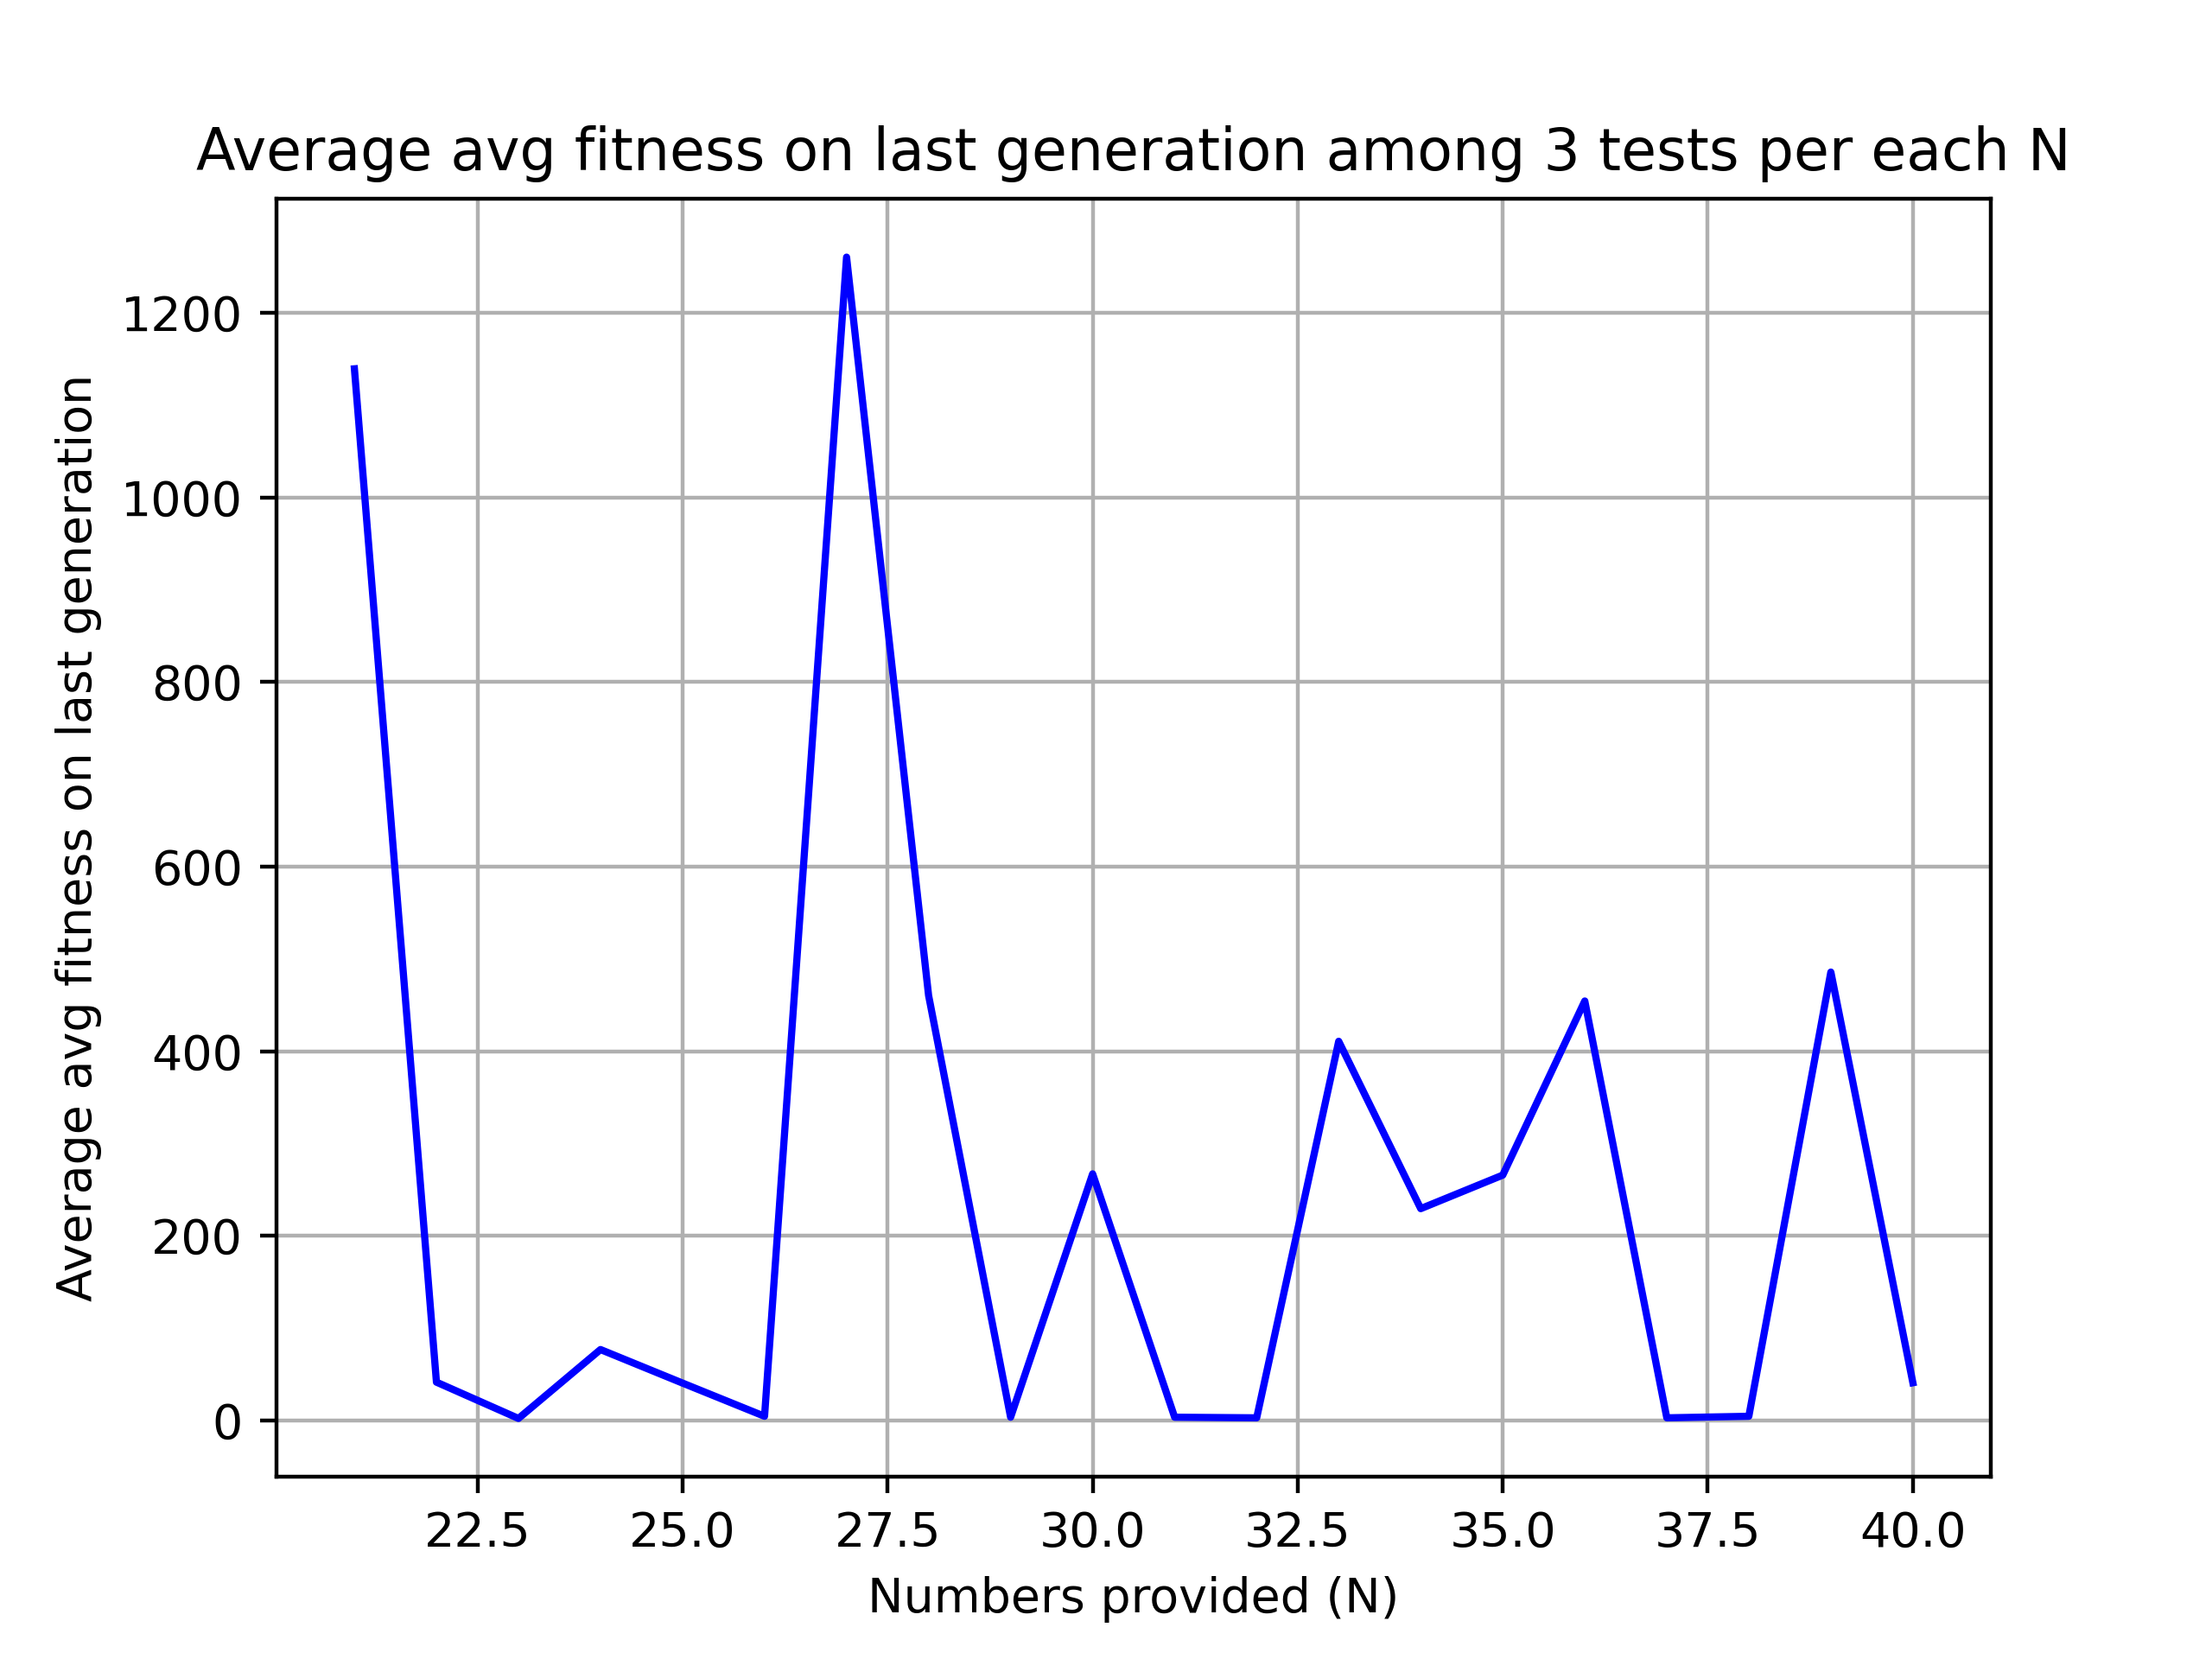 Average avg fitness on last generation among 3 tests per each N
Average avg fitness on last generation
1200
1000
800
600
400
200
0
22.5 25.0 27.5 30.0 32.5 35.0 37.5 40.0
Numbers provided (N)